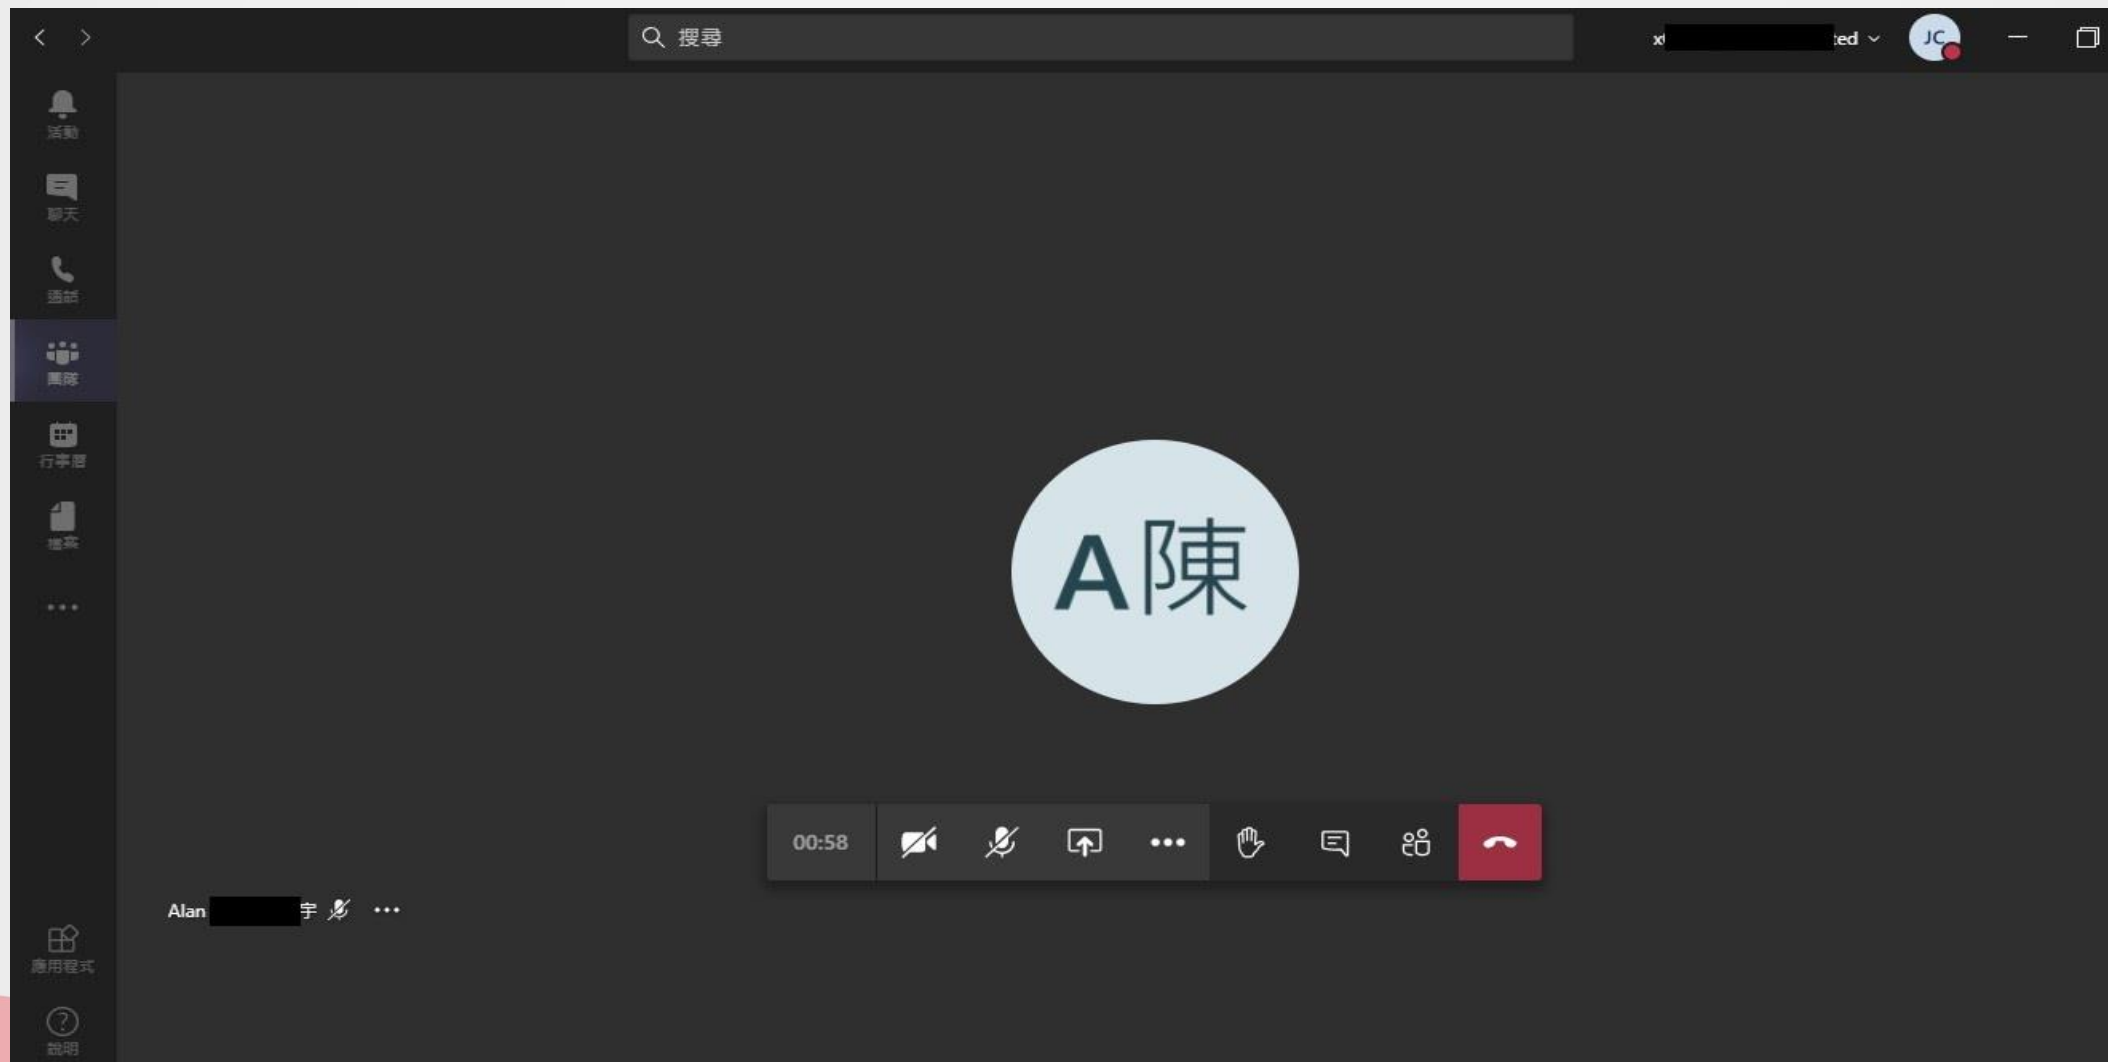 搜尋
ted
JC
活動
聊天
通話
團隊
行事曆
檔案
A陳
00:58
Alan 宇
應用程式
說明